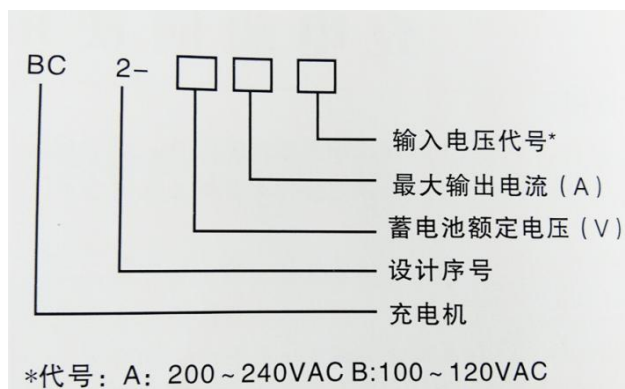 BC 2-
输入电压代号*
最大输出电流(A)
蓄电池额定电压(V)
设计序号
充电机
*代号: A: 200~240VAC B:100~120VAC